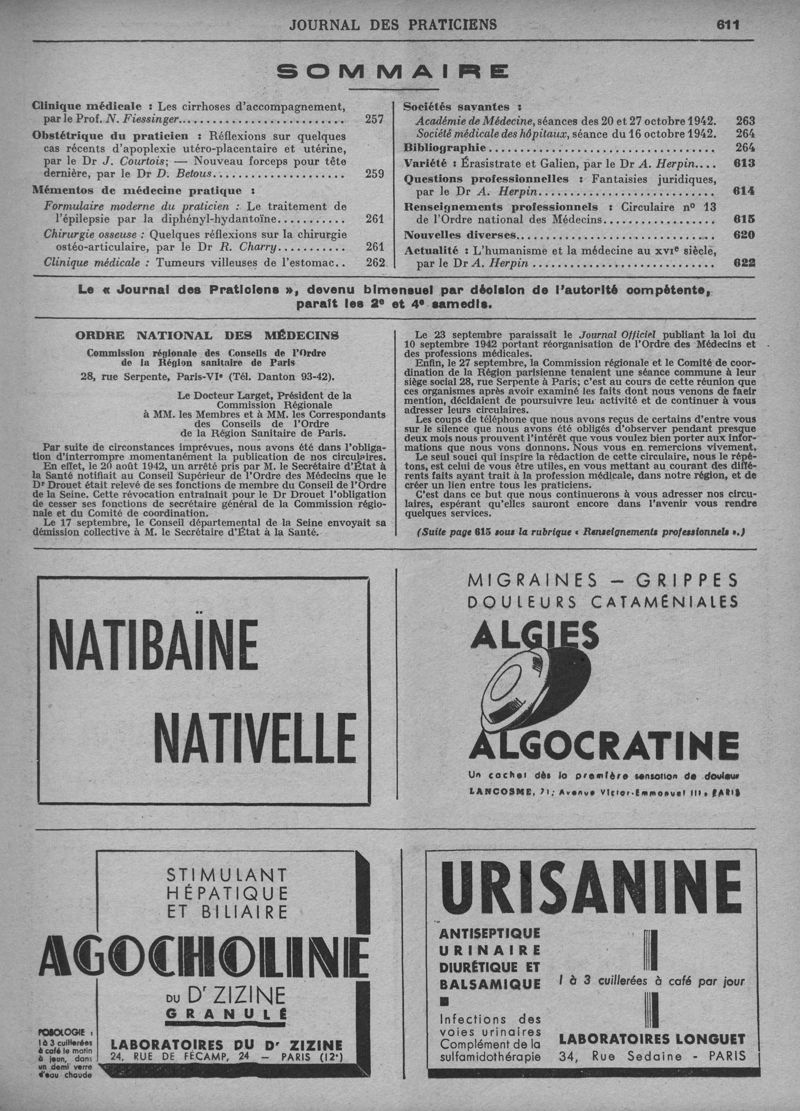 JOURNAL DES PRATICIENS
611
SOMMAIRE
Clinique médicale : Les cirrhoses d'accompagnement,
par le Prof. N. Fiessinger.......................... 257
Obstétrique du praticien : Réflexions sur quelques
cas récents d'apoplexie utéro-placentaire et utérine,
par le Dr J. Courtois; — Nouveau forceps pour tête
dernière, par le Dr D. Betous..................... 259
Mémentos de médecine pratique :
Formulaire moderne du praticien : Le traitement de
l'épilepsie par la diphényl-hydantoïne........... 261
Chirurgie osseuse : Quelques réflexions sur la chirurgie
ostéo-articulaire, par le Dr R. Charry........... 261
Clinique médicale : Tumeurs villeuses de l'estomac.. 262
Sociétés savantes :
Académie de Médecine, séances des 20 et 27 octobre 1942. 263
Société médicale des hôpitaux, séance du 16 octobre 1942. 264
Bibliographie.................................. 264
Variété : Érasistrate et Galien, par le Dr A. Herpin.... 613
Questions professionnelles : Fantaisies juridiques,
par le Dr A. Herpin........................... 614
Renseignements professionnels : Circulaire nº 13
de l'Ordre national des Médecins................. 615
Nouvelles diverses.............................. 620
Actualité : L'humanisme et la médecine au XVIe siècle,
par le Dr A. Herpin ............................ 622
Le « Journal des Praticiens », devenu bimensuel par décision de l'autorité compétente,
paraît les 2e et 4e samedis.
ORDRE NATIONAL DES MÉDECINS
Commission régionale des Conseils de l'Ordre
de la Région sanitaire de Paris
28, rue Serpente, Paris-VIe (Tél. Danton 93-42).
Le Docteur Larget, Président de la
Commission Régionale
à MM. les Membres et à MM. les Correspondants
des Conseils de l'Ordre
de la Région Sanitaire de Paris.
Par suite de circonstances imprévues, nous avons été dans l'obliga-
tion d'interrompre momentanément la publication de nos circulaires.
En effet, le 20 août 1942, un arrêté pris par M. le Secrétaire d'État à
la Santé notifiait au Conseil Supérieur de l'Ordre des Médecins que le
Dr Drouet était relevé de ses fonctions de membre du Conseil de l'Ordre
de la Seine. Cette révocation entraînait pour le Dr Drouet l'obligation
de cesser ses fonctions de secrétaire général de la Commission régio-
nale et du Comité de coordination.
Le 17 septembre, le Conseil départemental de la Seine envoyait sa
démission collective à M. le Secrétaire d'État à la Santé.
Le 23 septembre paraissait le Journal Officiel publiant la loi du
10 septembre 1942 portant réorganisation de l'Ordre des Médecins et
des professions médicales.
Enfin, le 27 septembre, la Commission régionale et le Comité de coor-
dination de la Région parisienne tenaient une séance commune à leur
siège social 28, rue Serpente à Paris; c'est au cours de cette réunion que
ces organismes après avoir examiné les faits dont nous venons de faeir
mention, décidaient de poursuivre leur activité et de continuer à vous
adresser leurs circulaires.
Les coups de téléphone que nous avons reçus de certains d'entre vous
sur le silence que nous avons été obligés d'observer pendant presque
deux mois nous prouvent l'intérêt que vous voulez bien porter aux infor-
mations que nous vous donnons. Nous vous en remercions vivement.
Le seul souci qui inspire la rédaction de cette circulaire, nous le répé-
tons, est celui de vous être utiles, en vous mettant au courant des diffé-
rents faits ayant trait à la profession médicale, dans notre région, et de
créer un lien entre tous les praticiens.
C'est dans ce but que nous continuerons à vous adresser nos circu-
laires, espérant qu'elles sauront encore dans l'avenir vous rendre
quelques services.
(Suite page 615 sous la rubrique « Renseignements professionnels ».)
NATIBAÏNE
NATIVELLE
MIGRAINES — GRIPPES
DOULEURS CATAMÉNIALES
ALGIES
ALGOCRATINE
Un cachet dès la première sensation de douleur
LANCOSME, 71, Avenue Victor-Emmanuel III, PARIS
STIMULANT
HÉPATIQUE
ET BILIAIRE
AGOCHOLINE
DU Dr ZIZINE
GRANULÉ
POSOLOGIE :
1 à 3 cuillerées
à café le matin
à jeun, dans
un demi verre
d'eau chaude
LABORATOIRES DU Dr ZIZINE
24, RUE DE FÉCAMP, 24 — PARIS (12e)
URISANINE
ANTISEPTIQUE
URINAIRE
DIURÉTIQUE ET
BALSAMIQUE
1 à 3 cuillerées à café par jour
Infections des
voies urinaires
Complément de la
sulfamidothérapie
LABORATOIRES LONGUET
34, Rue Sedaine - PARIS